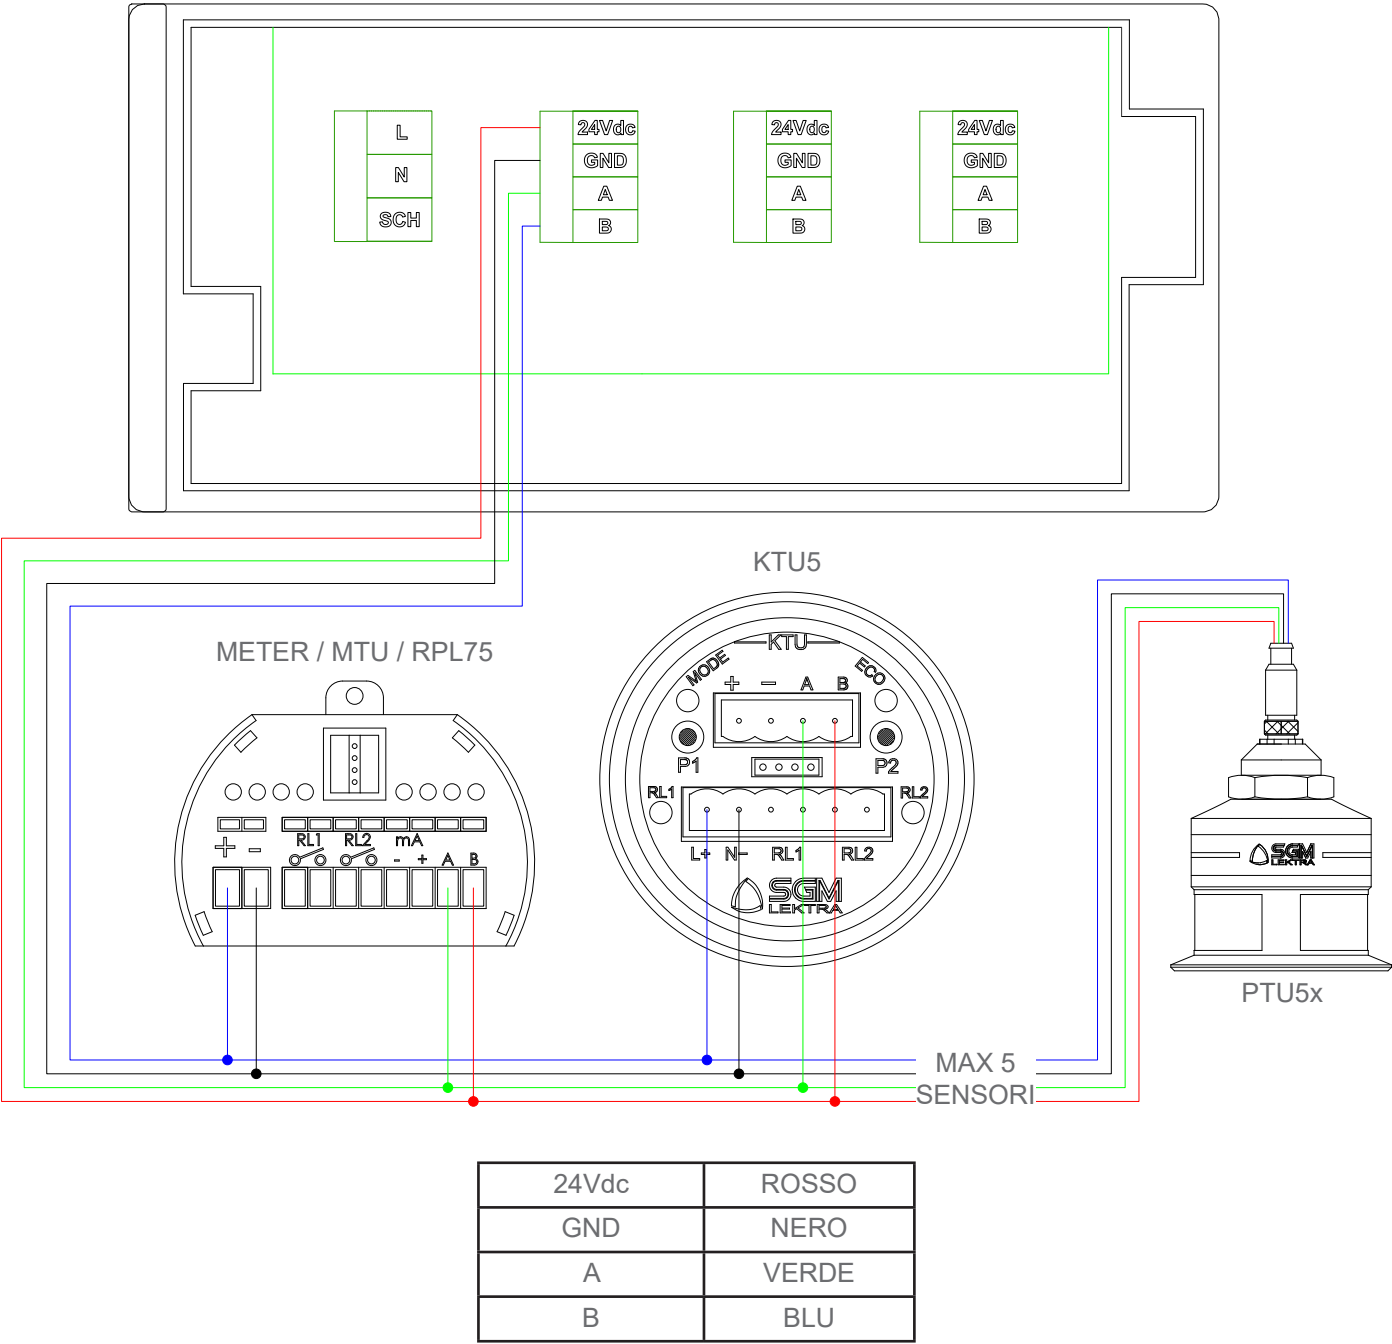 L
N
SCH
24Vdc
GND
A
B
24Vdc
GND
A
B
24Vdc
GND
A
B
KTU5
METER / MTU / RPL75
KTU
MODE
ECO
+ − A B
P1
P2
RL1
RL2
L+ N− RL1 RL2
SGM
LEKTRA
RL1 RL2 mA
+ − - + A B
SGM
LEKTRA
PTU5x
MAX 5
SENSORI
24Vdc ROSSO
GND NERO
A VERDE
B BLU